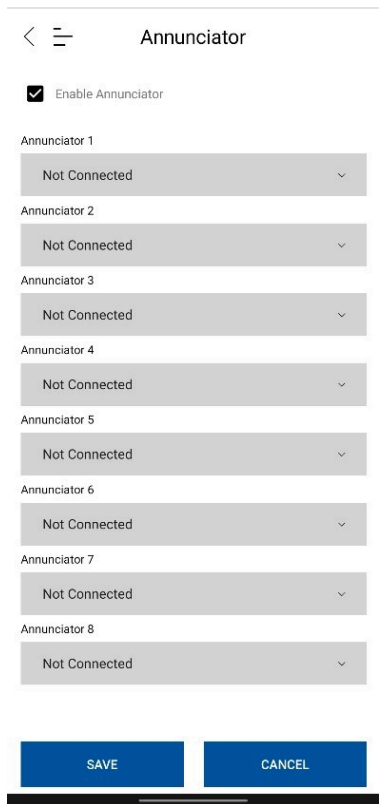 Annunciator
Enable Annunciator
Annunciator 1
Not Connected
Annunciator 2
Not Connected
Annunciator 3
Not Connected
Annunciator 4
Not Connected
Annunciator 5
Not Connected
Annunciator 6
Not Connected
Annunciator 7
Not Connected
Annunciator 8
Not Connected
SAVE CANCEL